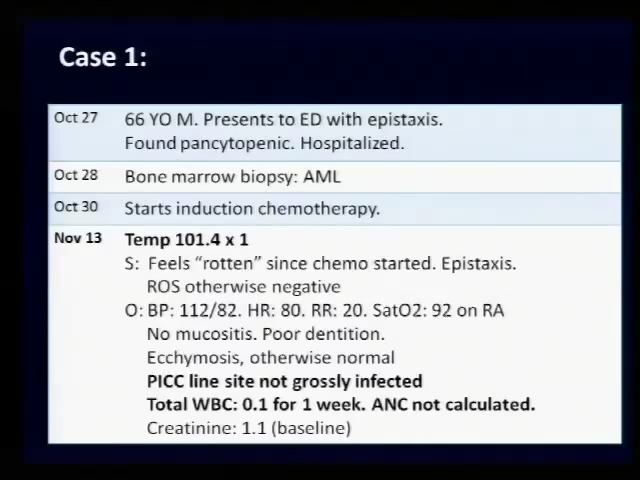 Case 1:
Oct 27 66 YO M. Presents to ED with epistaxis.
Found pancytopenic. Hospitalized.
Oct 28 Bone marrow biopsy: AML
Oct 30 Starts induction chemotherapy.
Nov 13 Temp 101.4 x 1
S: Feels “rotten” since chemo started. Epistaxis.
ROS otherwise negative
O: BP: 112/82. HR: 80. RR: 20. SatO2: 92 on RA
No mucositis. Poor dentition.
Ecchymosis, otherwise normal
PICC line site not grossly infected
Total WBC: 0.1 for 1 week. ANC not calculated.
Creatinine: 1.1 (baseline)